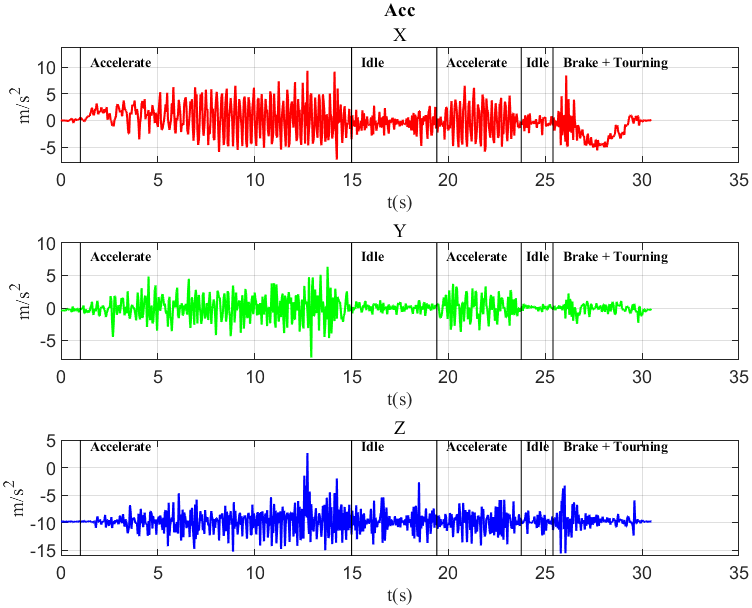 Acc
X
Accelerate Idle Accelerate Idle Brake + Tourning
10
5
0
-5
m/s²
0 5 10 15 20 25 30 35
t(s)
Y
Accelerate Idle Accelerate Idle Brake + Tourning
10
5
0
-5
m/s²
0 5 10 15 20 25 30 35
t(s)
Z
5
Accelerate Idle Accelerate Idle Brake + Tourning
0
-5
-10
-15
m/s²
0 5 10 15 20 25 30 35
t(s)